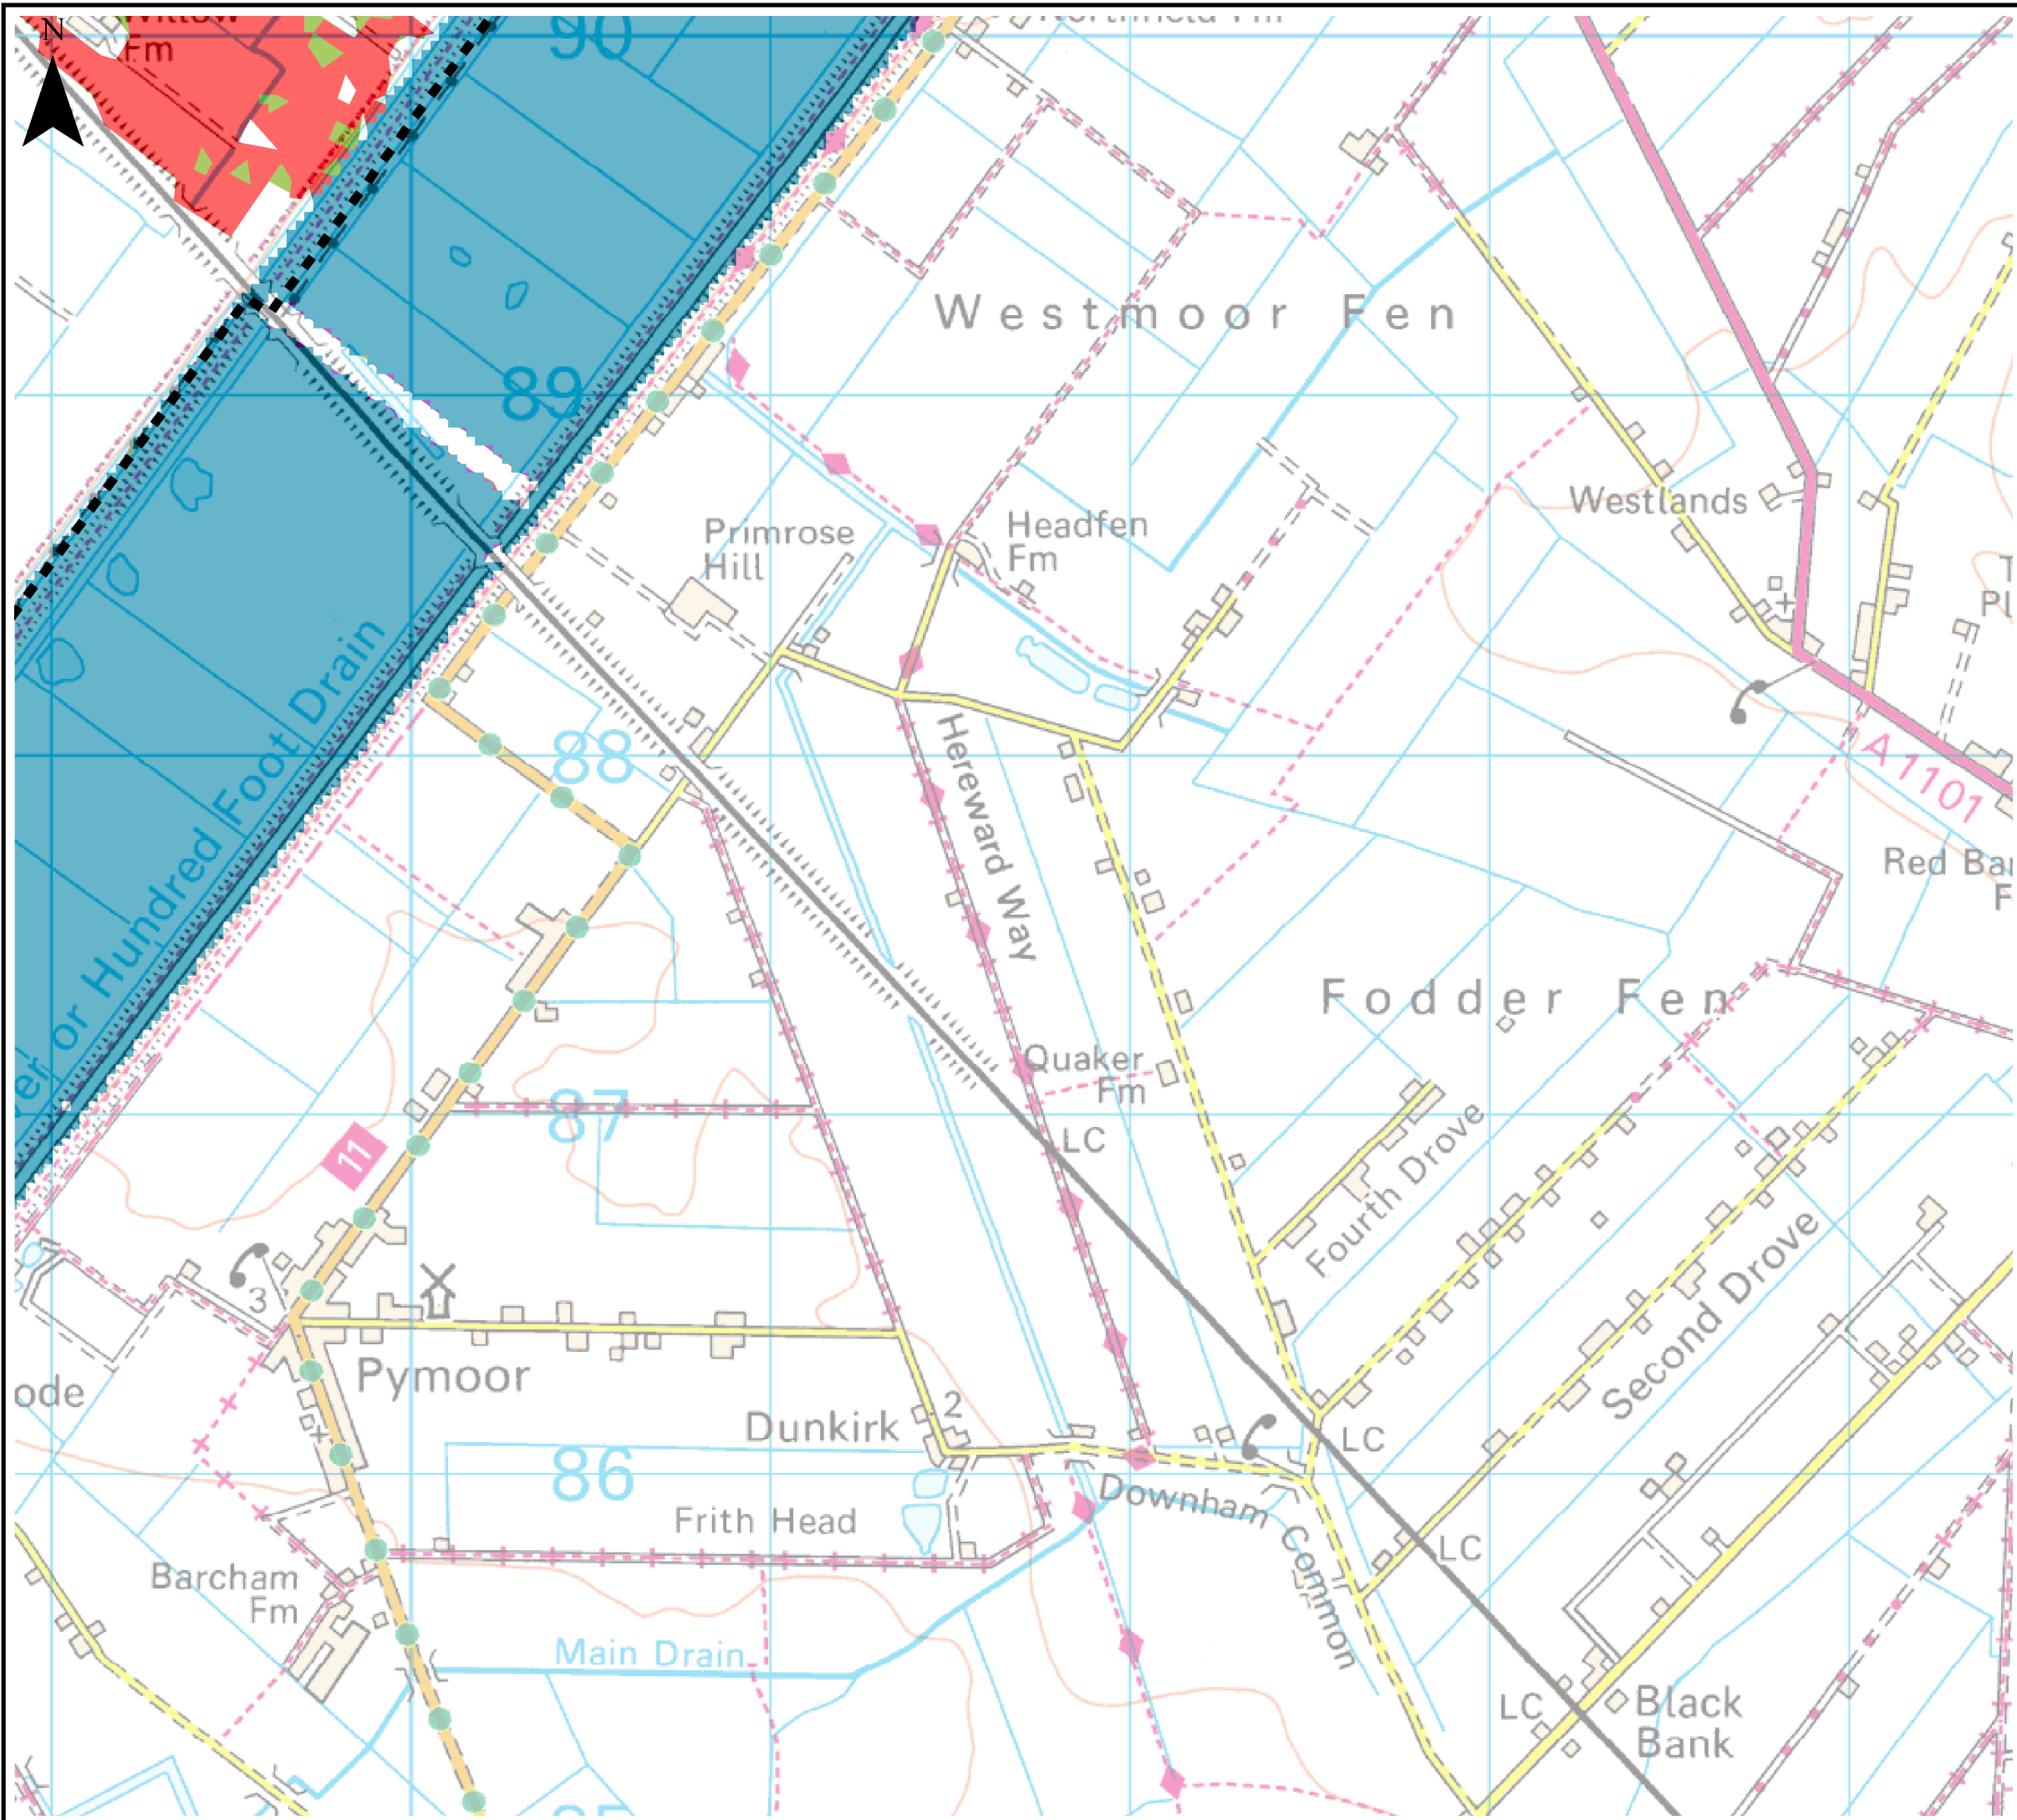 N
Fm
90
89
Westmoor Fen
Primrose
Hill
Headfen
Fm
Westlands
Hundred Foot Drain
or
88
Hereward Way
A 1101
Red
Fodder Fen
Quaker
Fm
87
LC
11
Fourth Drove
Second Drove
3
Pymoor
ode
Dunkirk
2
LC
86
Downham Common
Frith Head
LC
Barcham
Fm
Main Drain
LC
Black
Bank